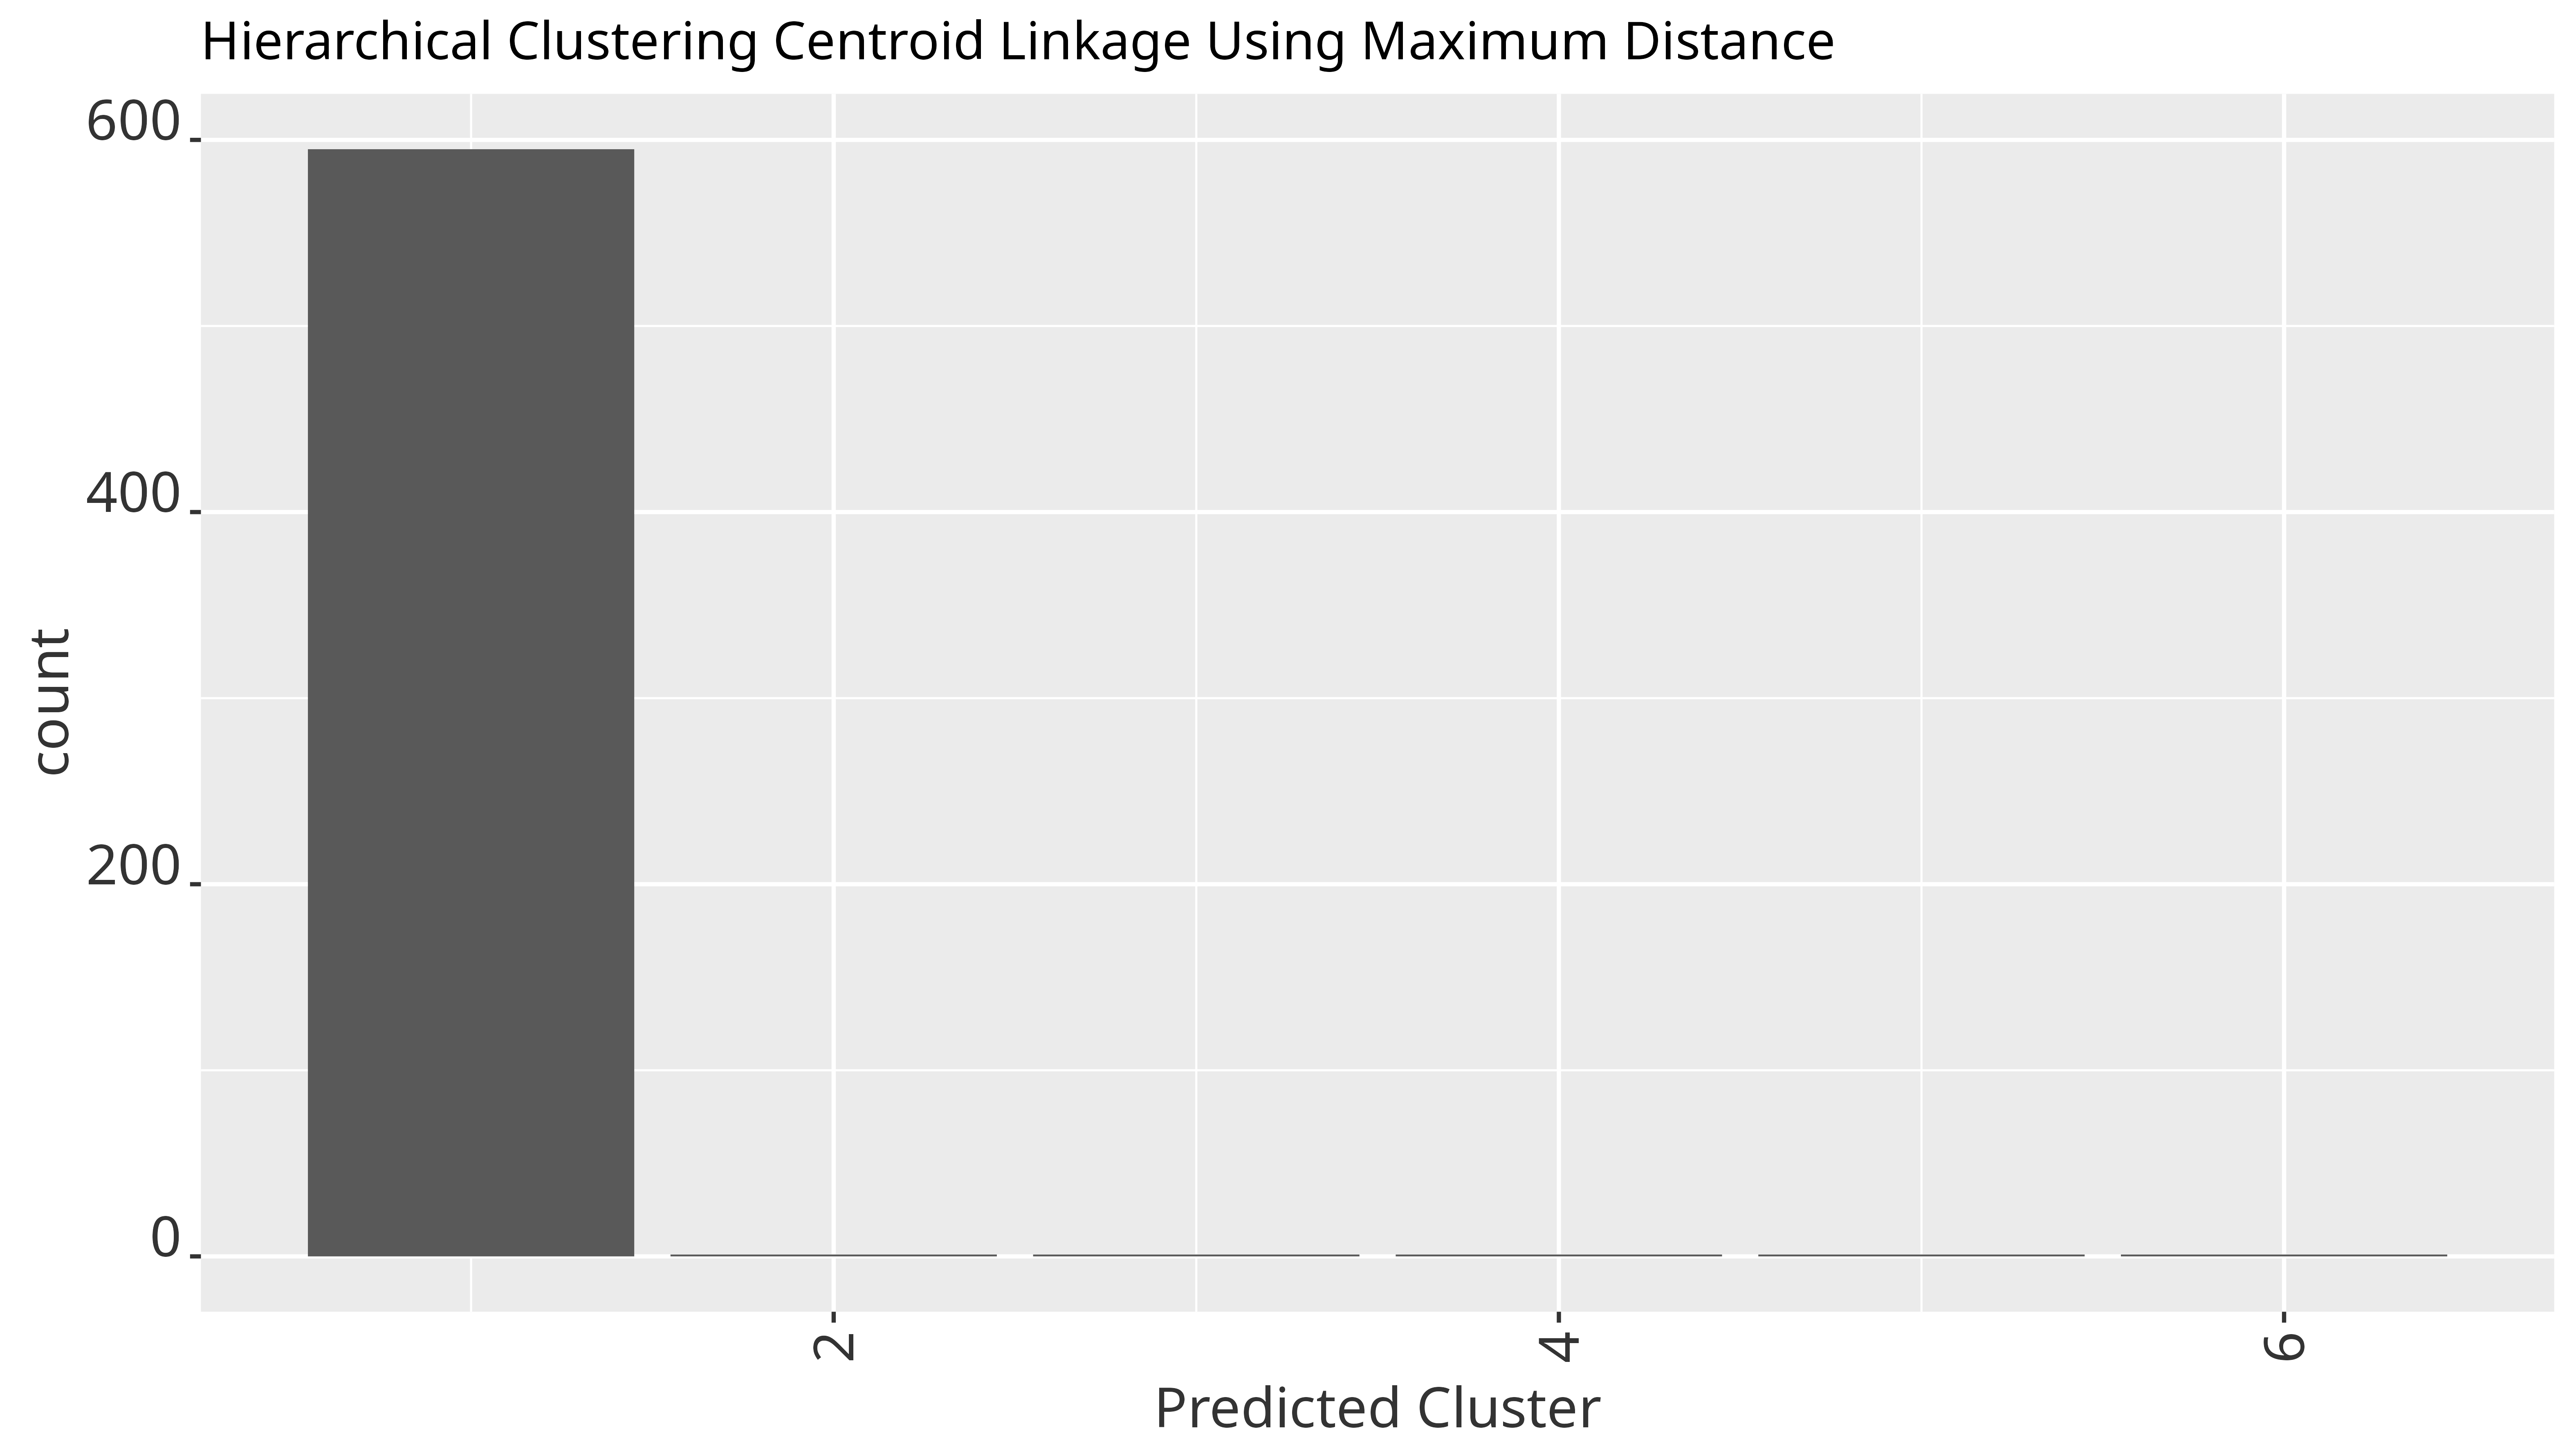 Hierarchical Clustering Centroid Linkage Using Maximum Distance
600
400
200
0
count
2
4
6
Predicted Cluster